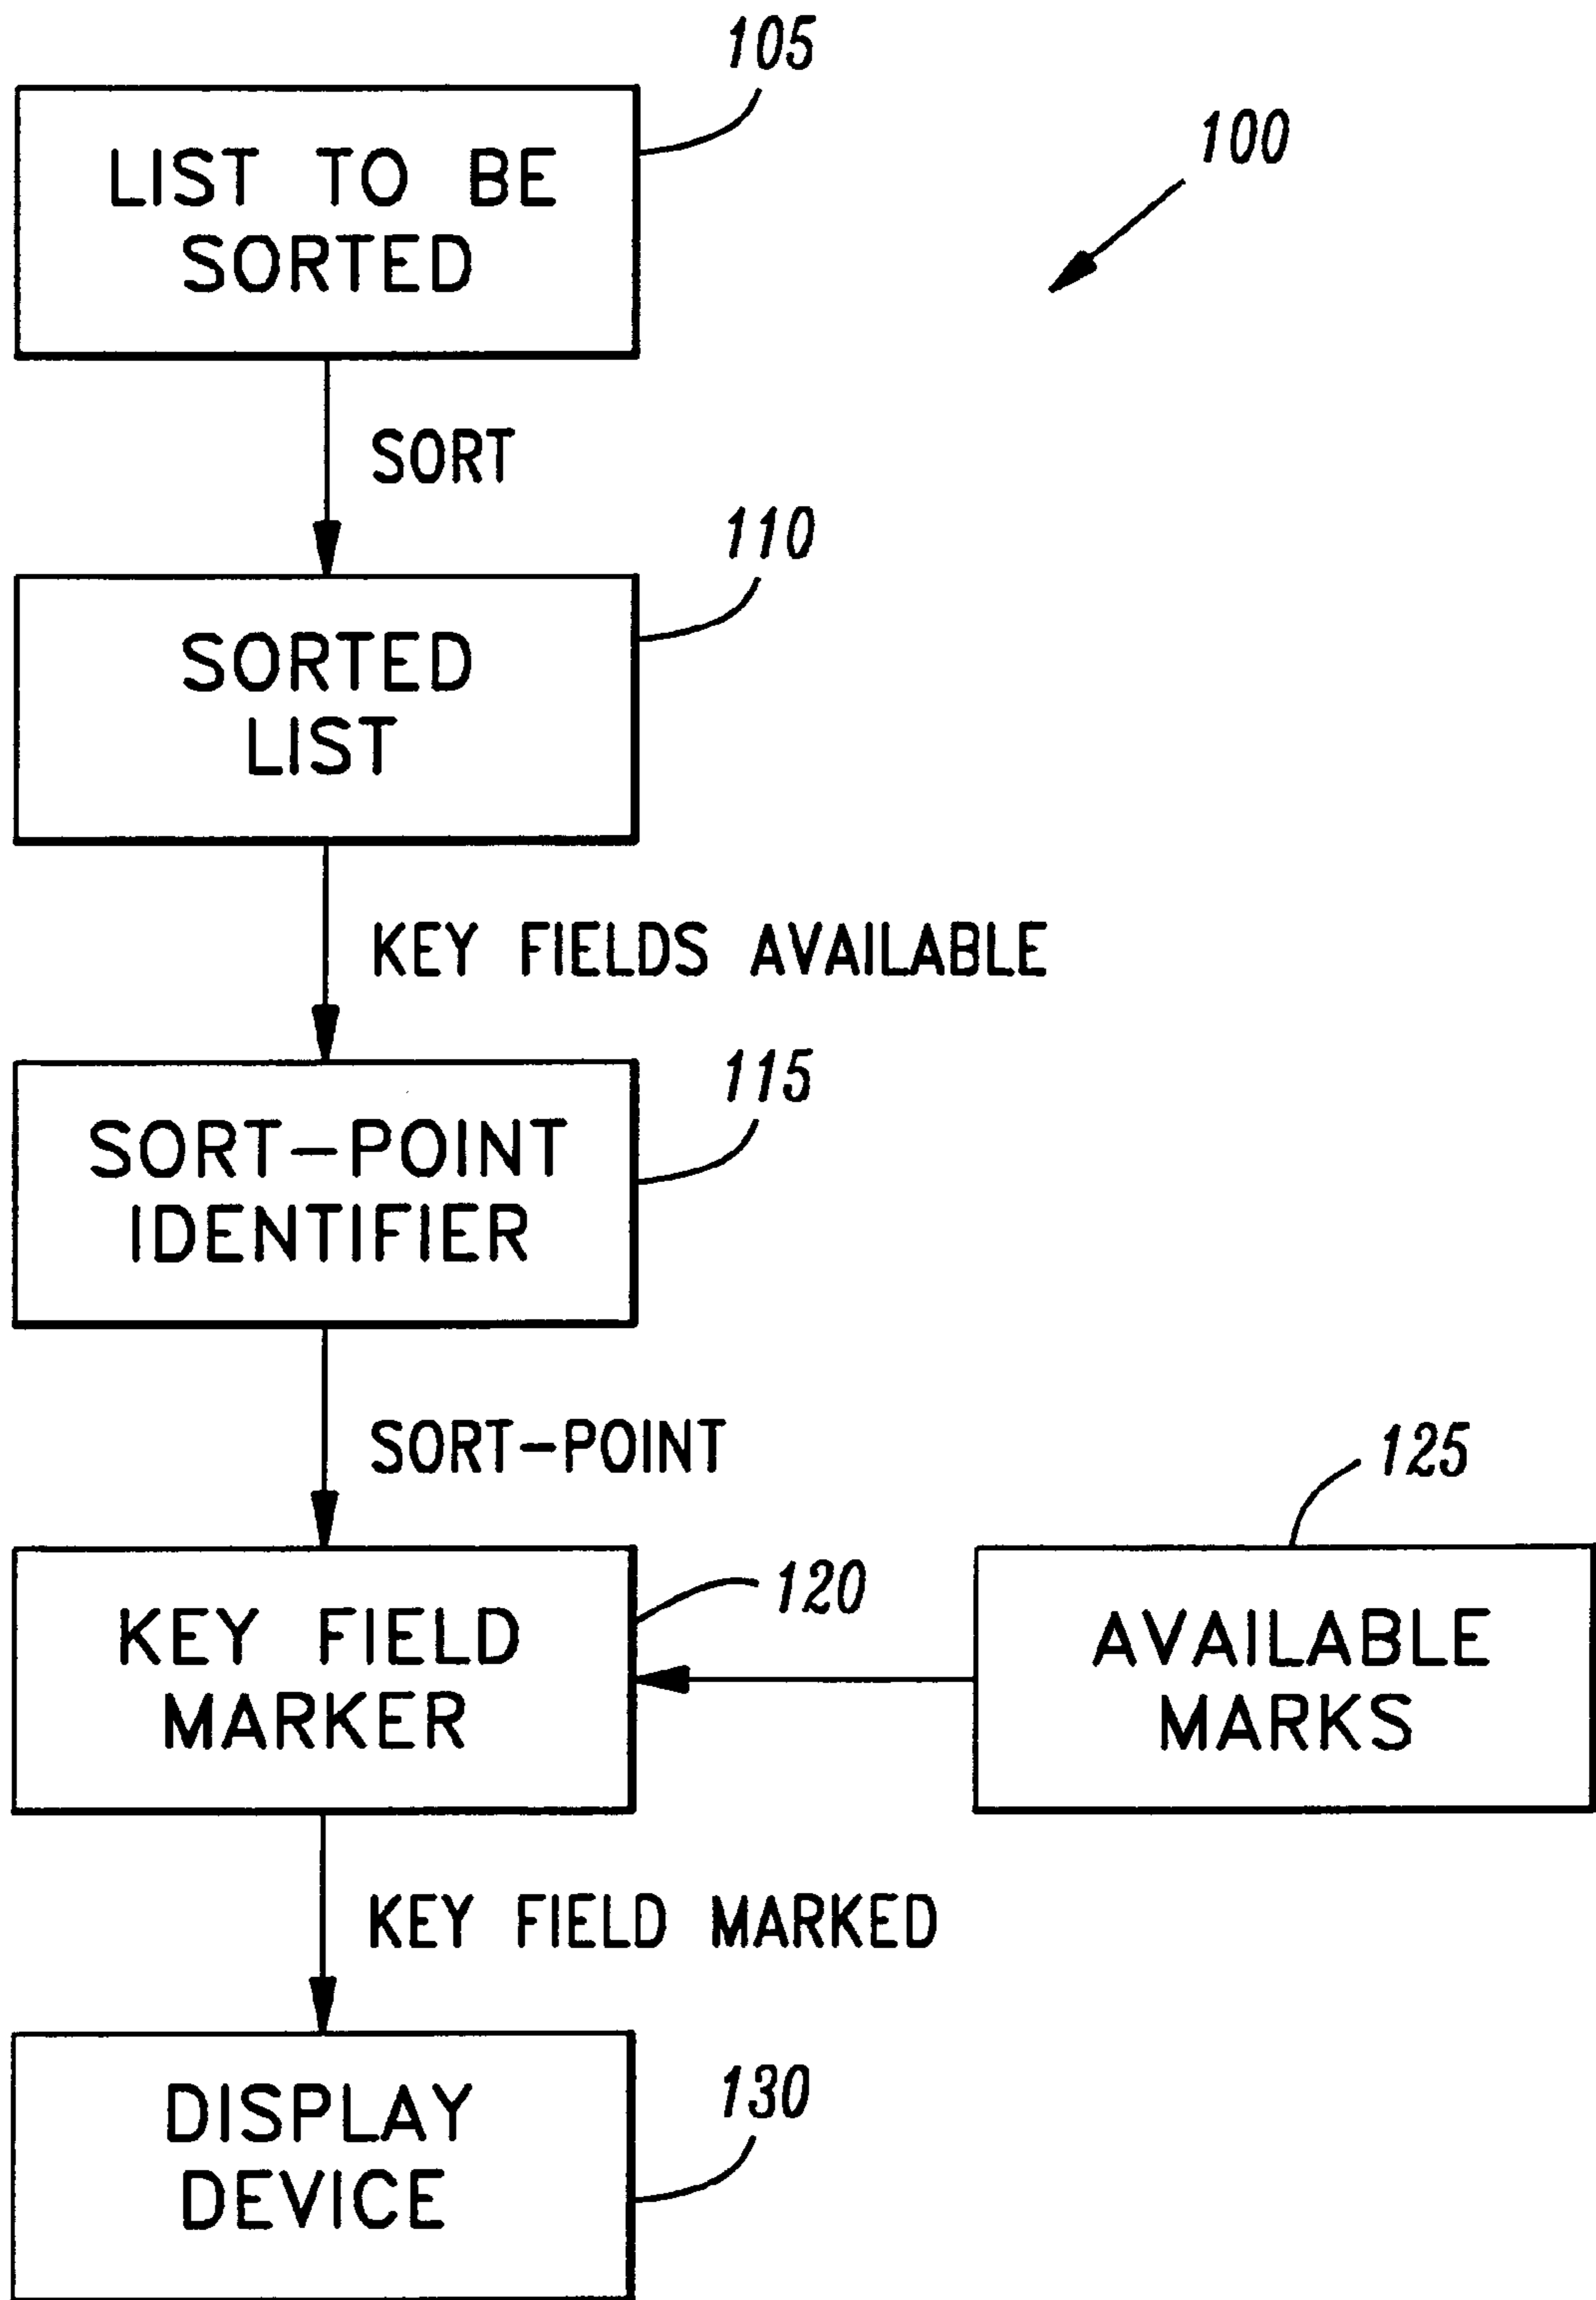 105
LIST TO BE
SORTED
100
SORT
110
SORTED
LIST
KEY FIELDS AVAILABLE
115
SORT-POINT
IDENTIFIER
SORT-POINT
125
120
KEY FIELD
MARKER
AVAILABLE
MARKS
KEY FIELD MARKED
130
DISPLAY
DEVICE